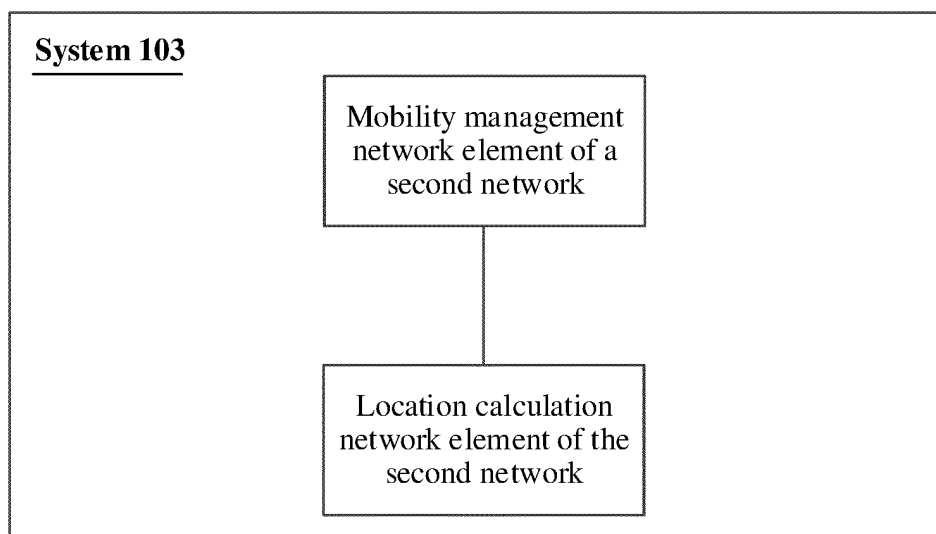 System 103
Mobility management
network element of a
second network
Location calculation
network element of the
second network